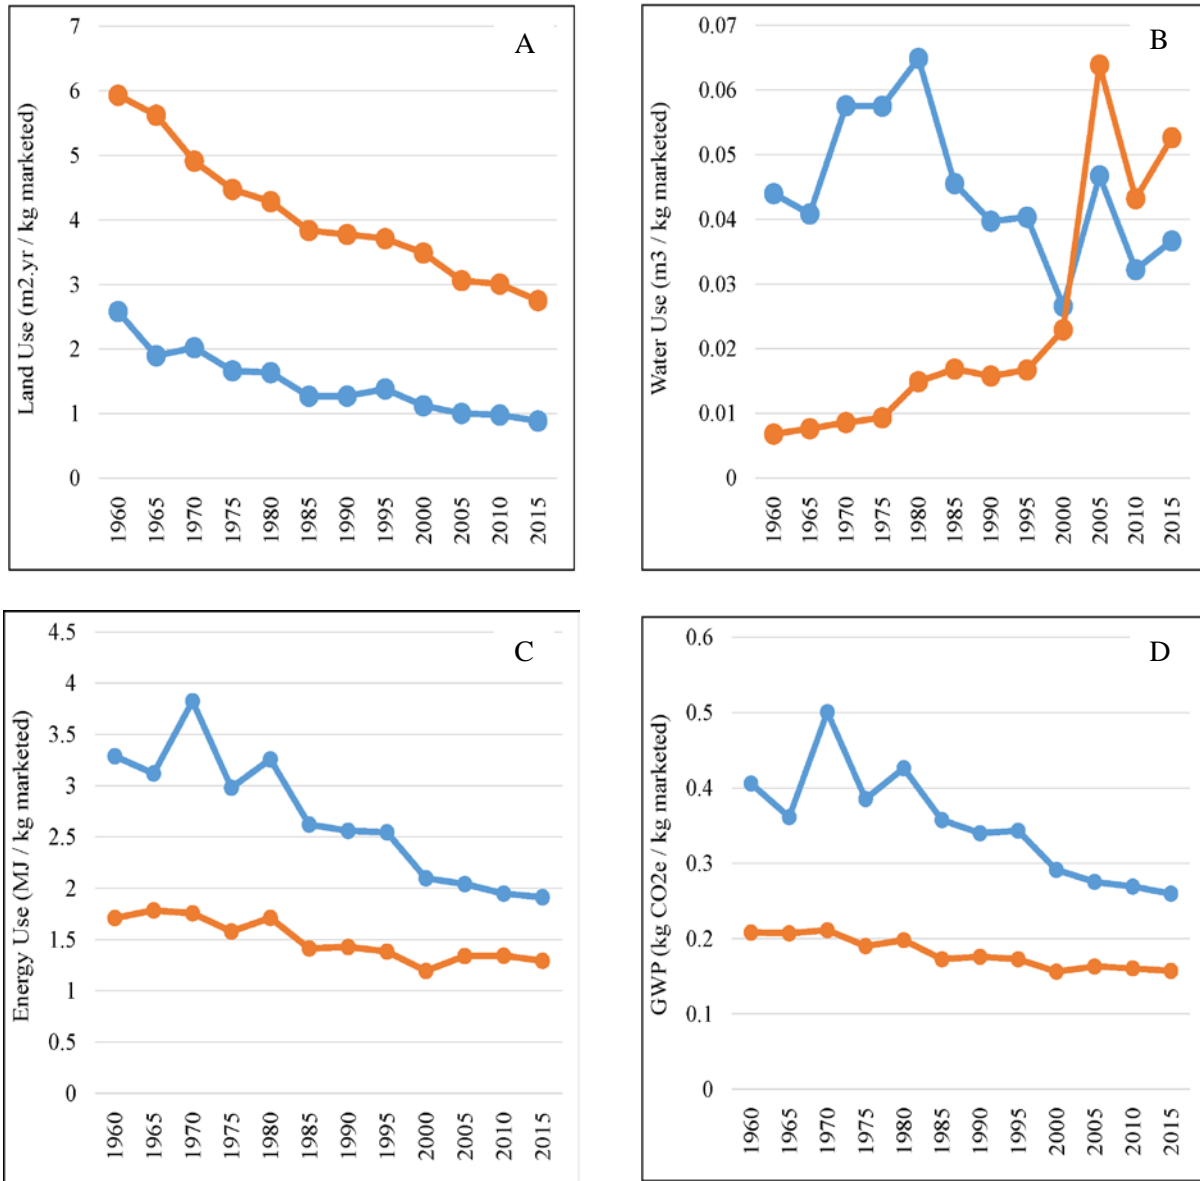 A
Land Use (m2.yr / kg marketed)
7
6
5
4
3
2
1
0
1960 1965 1970 1975 1980 1985 1990 1995 2000 2005 2010 2015
B
Water Use (m3 / kg marketed)
0.07
0.06
0.05
0.04
0.03
0.02
0.01
0
1960 1965 1970 1975 1980 1985 1990 1995 2000 2005 2010 2015
C
Energy Use (MJ / kg marketed)
4.5
4
3.5
3
2.5
2
1.5
1
0.5
0
1960 1965 1970 1975 1980 1985 1990 1995 2000 2005 2010 2015
D
GWP (kg CO2e / kg marketed)
0.6
0.5
0.4
0.3
0.2
0.1
0
1960 1965 1970 1975 1980 1985 1990 1995 2000 2005 2010 2015